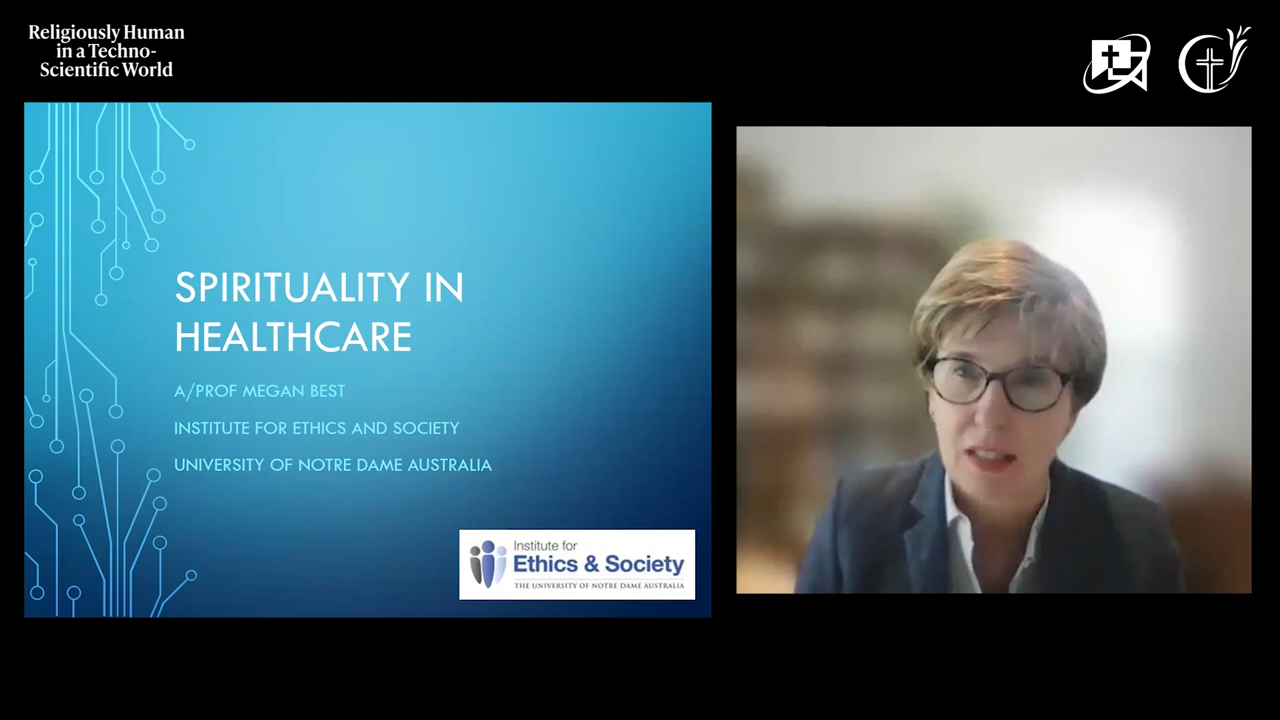 Religiously Human
in a Techno-
Scientific World
SPIRITUALITY IN
HEALTHCARE
A/PROF MEGAN BEST
INSTITUTE FOR ETHICS AND SOCIETY
UNIVERSITY OF NOTRE DAME AUSTRALIA
Institute for
Ethics & Society
THE UNIVERSITY OF NOTRE DAME AUSTRALIA